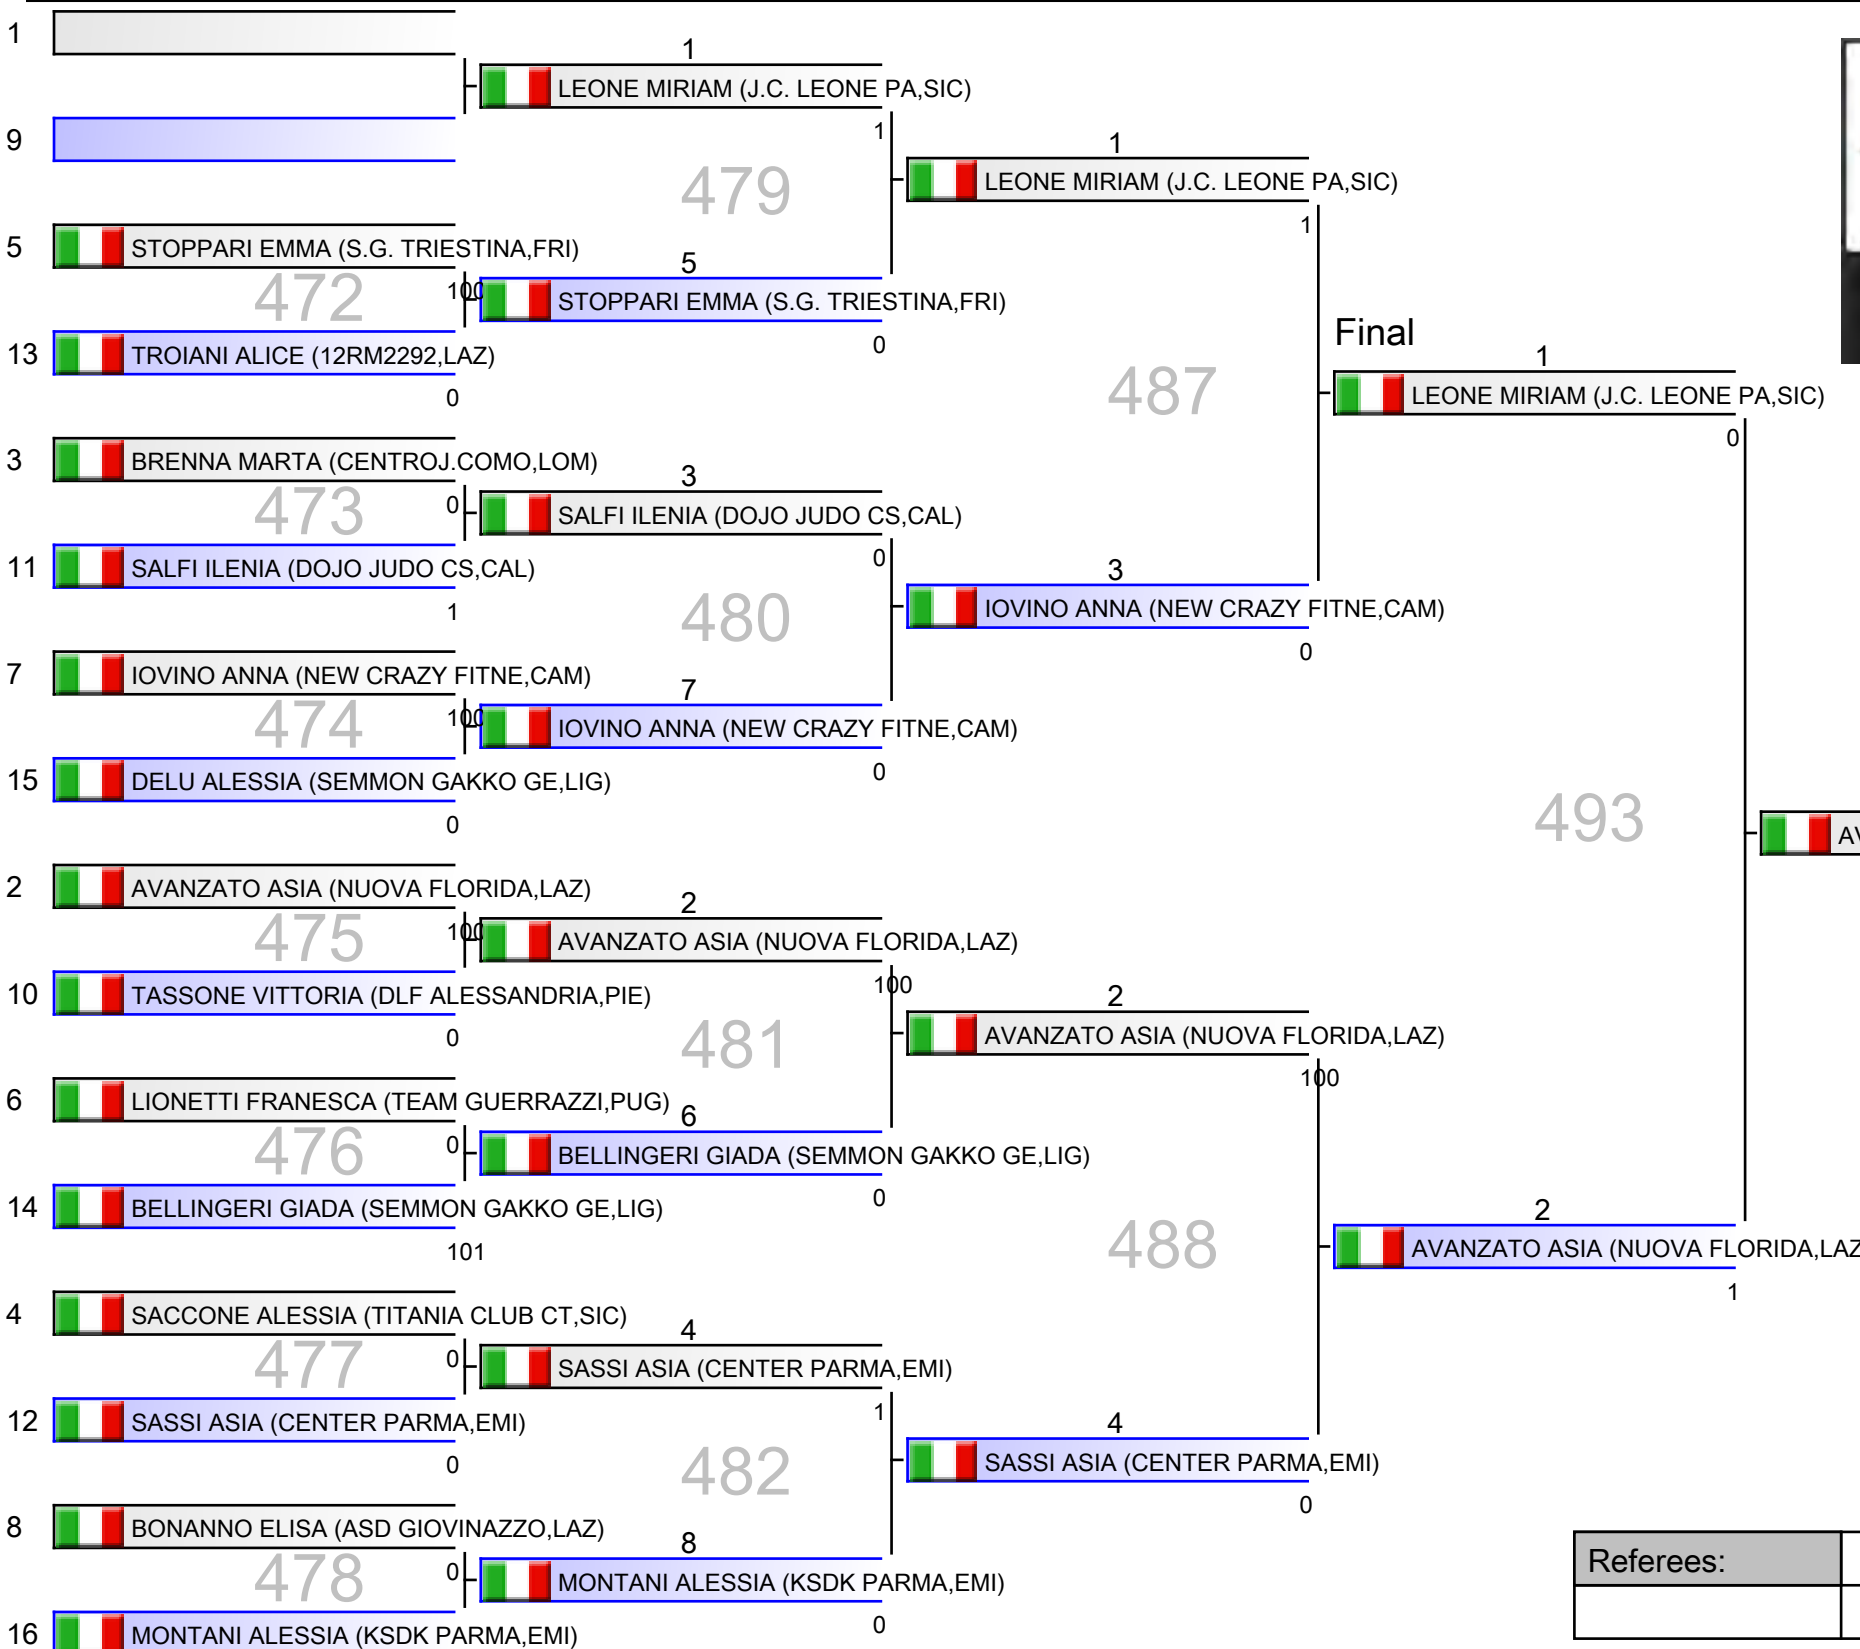 1
1
LEONE MIRIAM (J.C. LEONE PA,SIC)
1
9
1
479
LEONE MIRIAM (J.C. LEONE PA,SIC)
1
5
STOPPARI EMMA (S.G. TRIESTINA,FRI)
5
472
100
STOPPARI EMMA (S.G. TRIESTINA,FRI)
0
Final
13
TROIANI ALICE (12RM2292,LAZ)
1
0
487
LEONE MIRIAM (J.C. LEONE PA,SIC)
0
3
BRENNA MARTA (CENTROJ.COMO,LOM)
3
473
0
SALFI ILENIA (DOJO JUDO CS,CAL)
0
11
SALFI ILENIA (DOJO JUDO CS,CAL)
3
1
480
IOVINO ANNA (NEW CRAZY FITNE,CAM)
0
7
IOVINO ANNA (NEW CRAZY FITNE,CAM)
7
474
100
IOVINO ANNA (NEW CRAZY FITNE,CAM)
0
15
DELU ALESSIA (SEMMON GAKKO GE,LIG)
0
493
AV
2
AVANZATO ASIA (NUOVA FLORIDA,LAZ)
2
475
100
AVANZATO ASIA (NUOVA FLORIDA,LAZ)
100
10
TASSONE VITTORIA (DLF ALESSANDRIA,PIE)
2
0
481
AVANZATO ASIA (NUOVA FLORIDA,LAZ)
100
6
LIONETTI FRANESCA (TEAM GUERRAZZI,PUG)
6
476
0
BELLINGERI GIADA (SEMMON GAKKO GE,LIG)
0
14
BELLINGERI GIADA (SEMMON GAKKO GE,LIG)
2
101
488
AVANZATO ASIA (NUOVA FLORIDA,LAZ
1
4
SACCONE ALESSIA (TITANIA CLUB CT,SIC)
4
477
0
SASSI ASIA (CENTER PARMA,EMI)
1
12
SASSI ASIA (CENTER PARMA,EMI)
4
0
482
SASSI ASIA (CENTER PARMA,EMI)
0
8
BONANNO ELISA (ASD GIOVINAZZO,LAZ)
8
478
0
MONTANI ALESSIA (KSDK PARMA,EMI)
0
Referees:
16
MONTANI ALESSIA (KSDK PARMA,EMI)